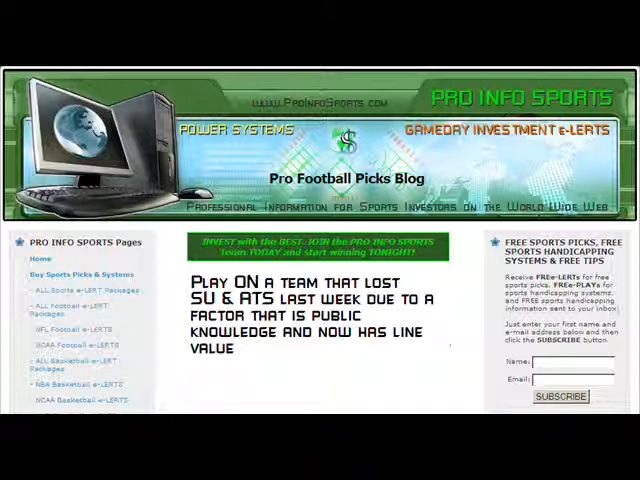 www.ProInfoSports.com
PRO INFO SPORTS
POWER SYSTEMS
GAMEDAY INVESTMENT e-LERTS
Pro Football Picks Blog
Professional Information for Sports Investors on the World Wide Web
PRO INFO SPORTS Pages
Home
Buy Sports Picks & Systems
- ALL Sports e-LERT Packages
- ALL Football e-LERT
Packages
- NFL Football e-LERTS
- NCAA Football e-LERTS
- ALL Basketball e-LERT
Packages
- NBA Basketball e-LERTS
- NCAA Basketball e-LERTS
INVEST with the BEST. JOIN the PRO INFO SPORTS
Team TODAY and start winning TONIGHT!
Play ON a team that lost
SU & ATS last week due to a
factor that is public
knowledge and now has line
value
FREE SPORTS PICKS, FREE
SPORTS HANDICAPPING
SYSTEMS & FREE TIPS
Receive FREe-LERTs for free
sports picks, FREe-PLAYs for
sports handicapping systems,
and FREE sports handicapping
information sent to your inbox.
Just enter your first name and
e-mail address below and then
click the SUBSCRIBE button.
Name:
Email:
SUBSCRIBE